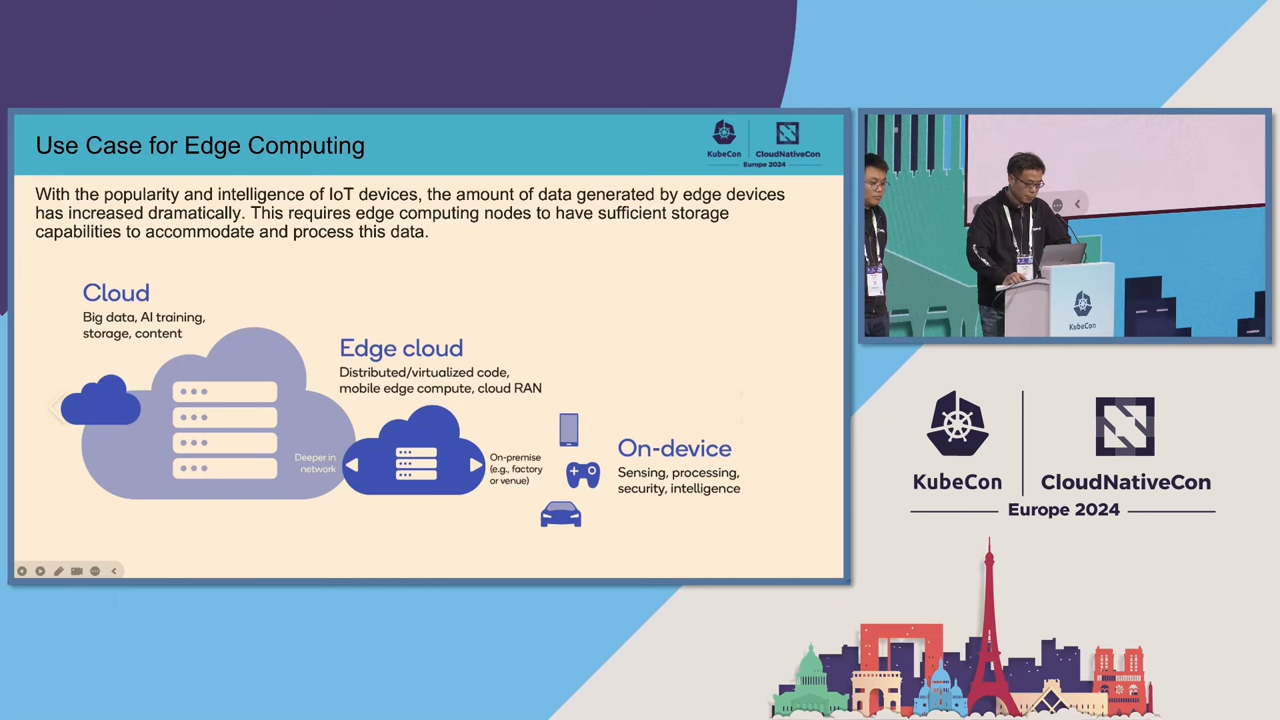 Use Case for Edge Computing
KubeCon
CloudNativeCon
Europe 2024
With the popularity and intelligence of IoT devices, the amount of data generated by edge devices
has increased dramatically. This requires edge computing nodes to have sufficient storage
capabilities to accommodate and process this data.
Cloud
Big data, AI training,
storage, content
Edge cloud
Distributed/virtualized code,
mobile edge compute, cloud RAN
Deeper in
network
On-premise
(e.g., factory
or venue)
On-device
Sensing, processing,
security, intelligence
KubeCon
KubeCon
CloudNativeCon
Europe 2024